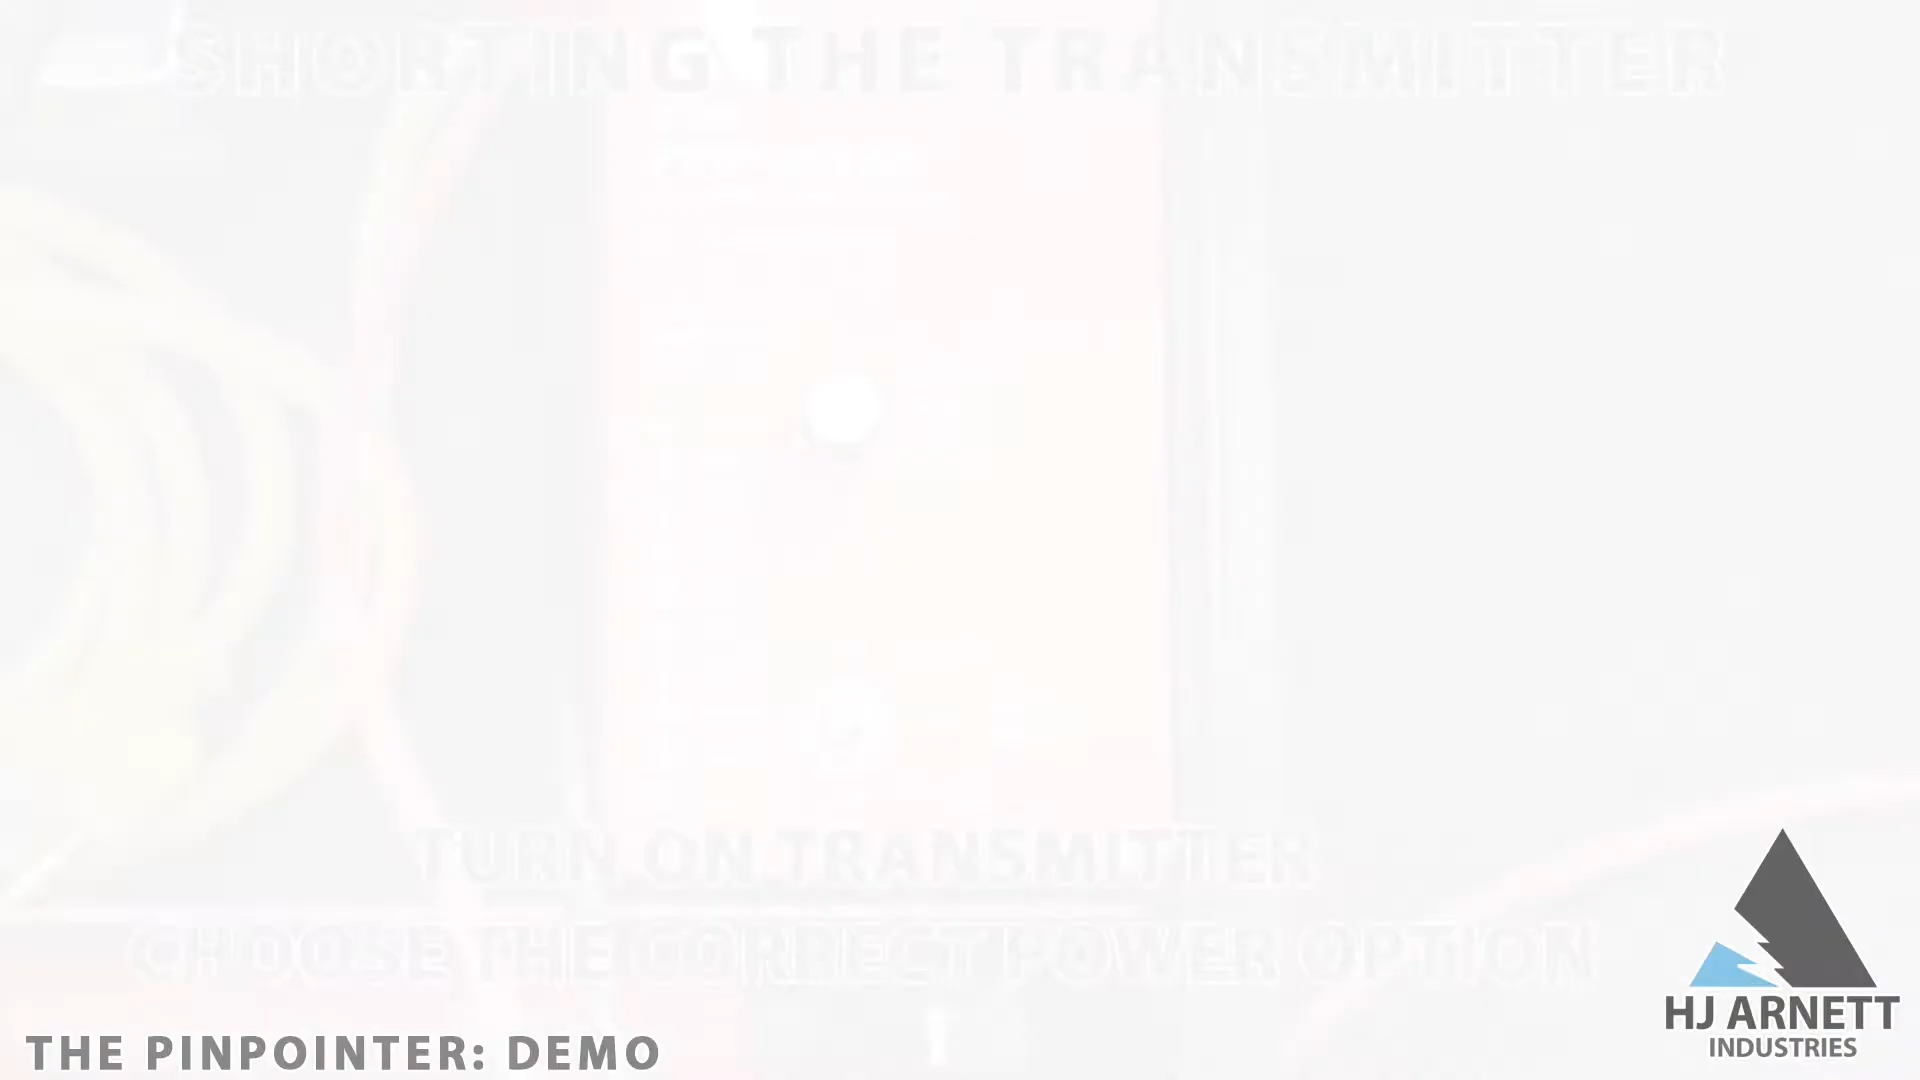 SHORTING THE TRANSMITTER
TURN ON TRANSMITTER
CHOOSE THE CORRECT POWER OPTION
THE PINPOINTER: DEMO
HJ ARNETT
INDUSTRIES